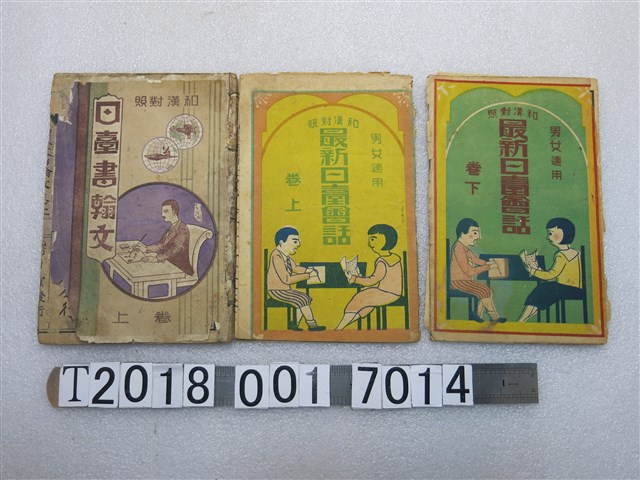 和漢對照
日臺書翰文
上卷
和漢對照
男女適用
最新日臺會話
卷上
和漢對照
男女適用
最新日臺會話
卷下
T2018 001 7014
1